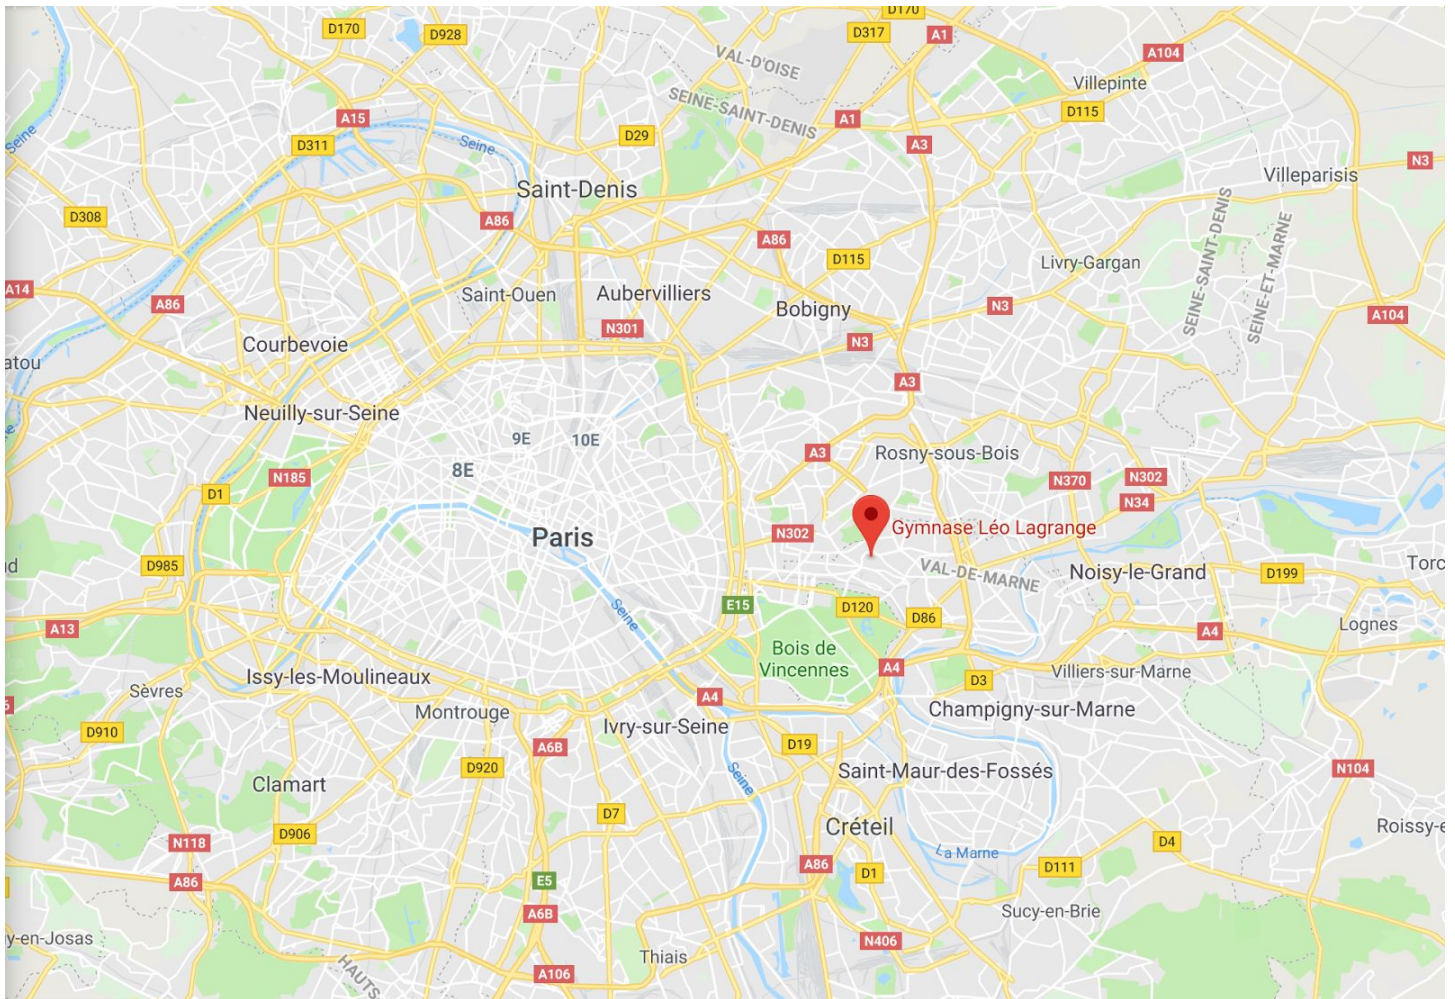 D170
D170
D928
D317
A1
A104
VAL-D'OISE
Villepinte
SEINE-SAINT-DENIS
D115
A15
A1
D29
D311
Seine
Seine
A3
N3
Villeparisis
Saint-Denis
D308
A86
SEINE-SAINT-DENIS
SEINE-ET-MARNE
A86
D115
Livry-Gargan
A14
Saint-Ouen
Aubervilliers
A86
Bobigny
N3
A104
N301
Courbevoie
N3
atou
A3
Neuilly-sur-Seine
9E
10E
A3
Rosny-sous-Bois
8E
N185
N370
N302
D1
N34
Gymnase Léo Lagrange
Paris
N302
D985
VAL-DE-MARNE
Noisy-le-Grand
D199
Torc
E15
D120
Seine
D86
A13
A4
Lognes
Bois de
Vincennes
A4
Issy-les-Moulineaux
Villiers-sur-Marne
Sèvres
D3
A4
Montrouge
Champigny-sur-Marne
Ivry-sur-Seine
D910
A6B
D19
D920
Seine
Saint-Maur-des-Fossés
N104
Clamart
D7
Créteil
Roissy-e
D906
N118
D4
La Marne
A86
D1
D111
A86
E5
A6B
Sucy-en-Brie
y-en-Josas
N406
Thiais
HAUTS
A106